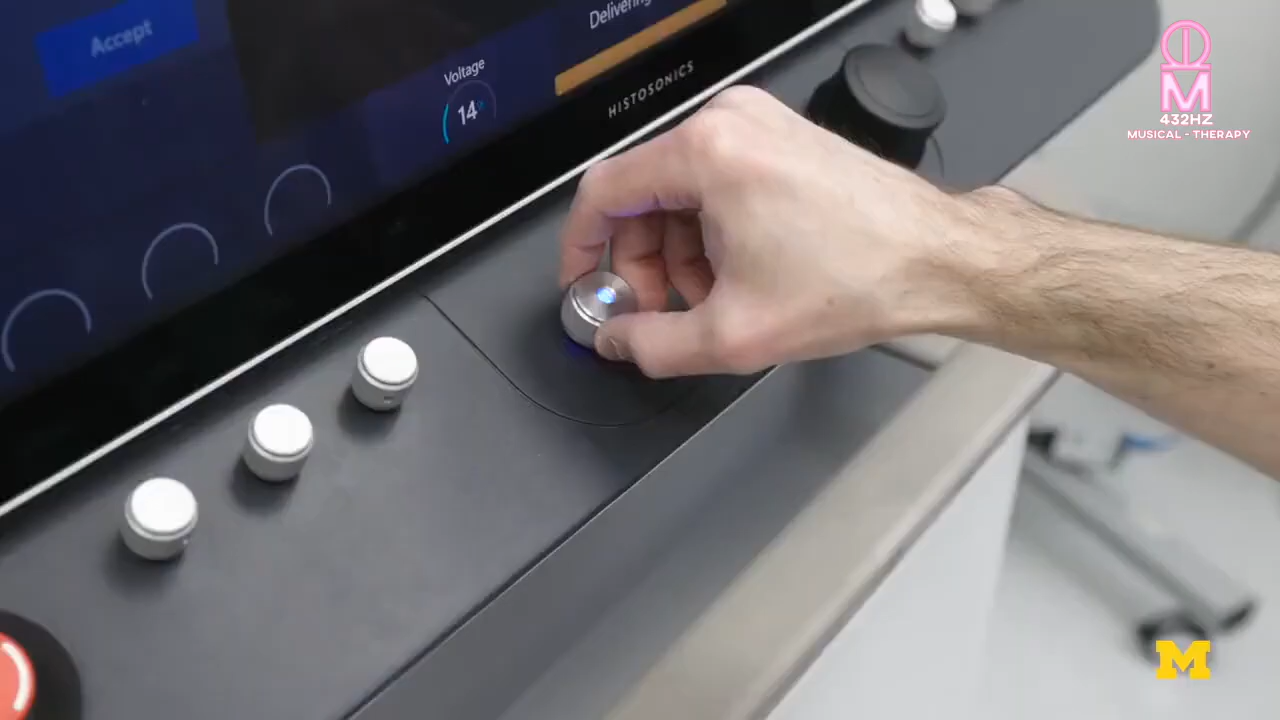 Accept
Delivering
Voltage
14
HISTOSONICS
M
432HZ
MUSICAL - THERAPY
M